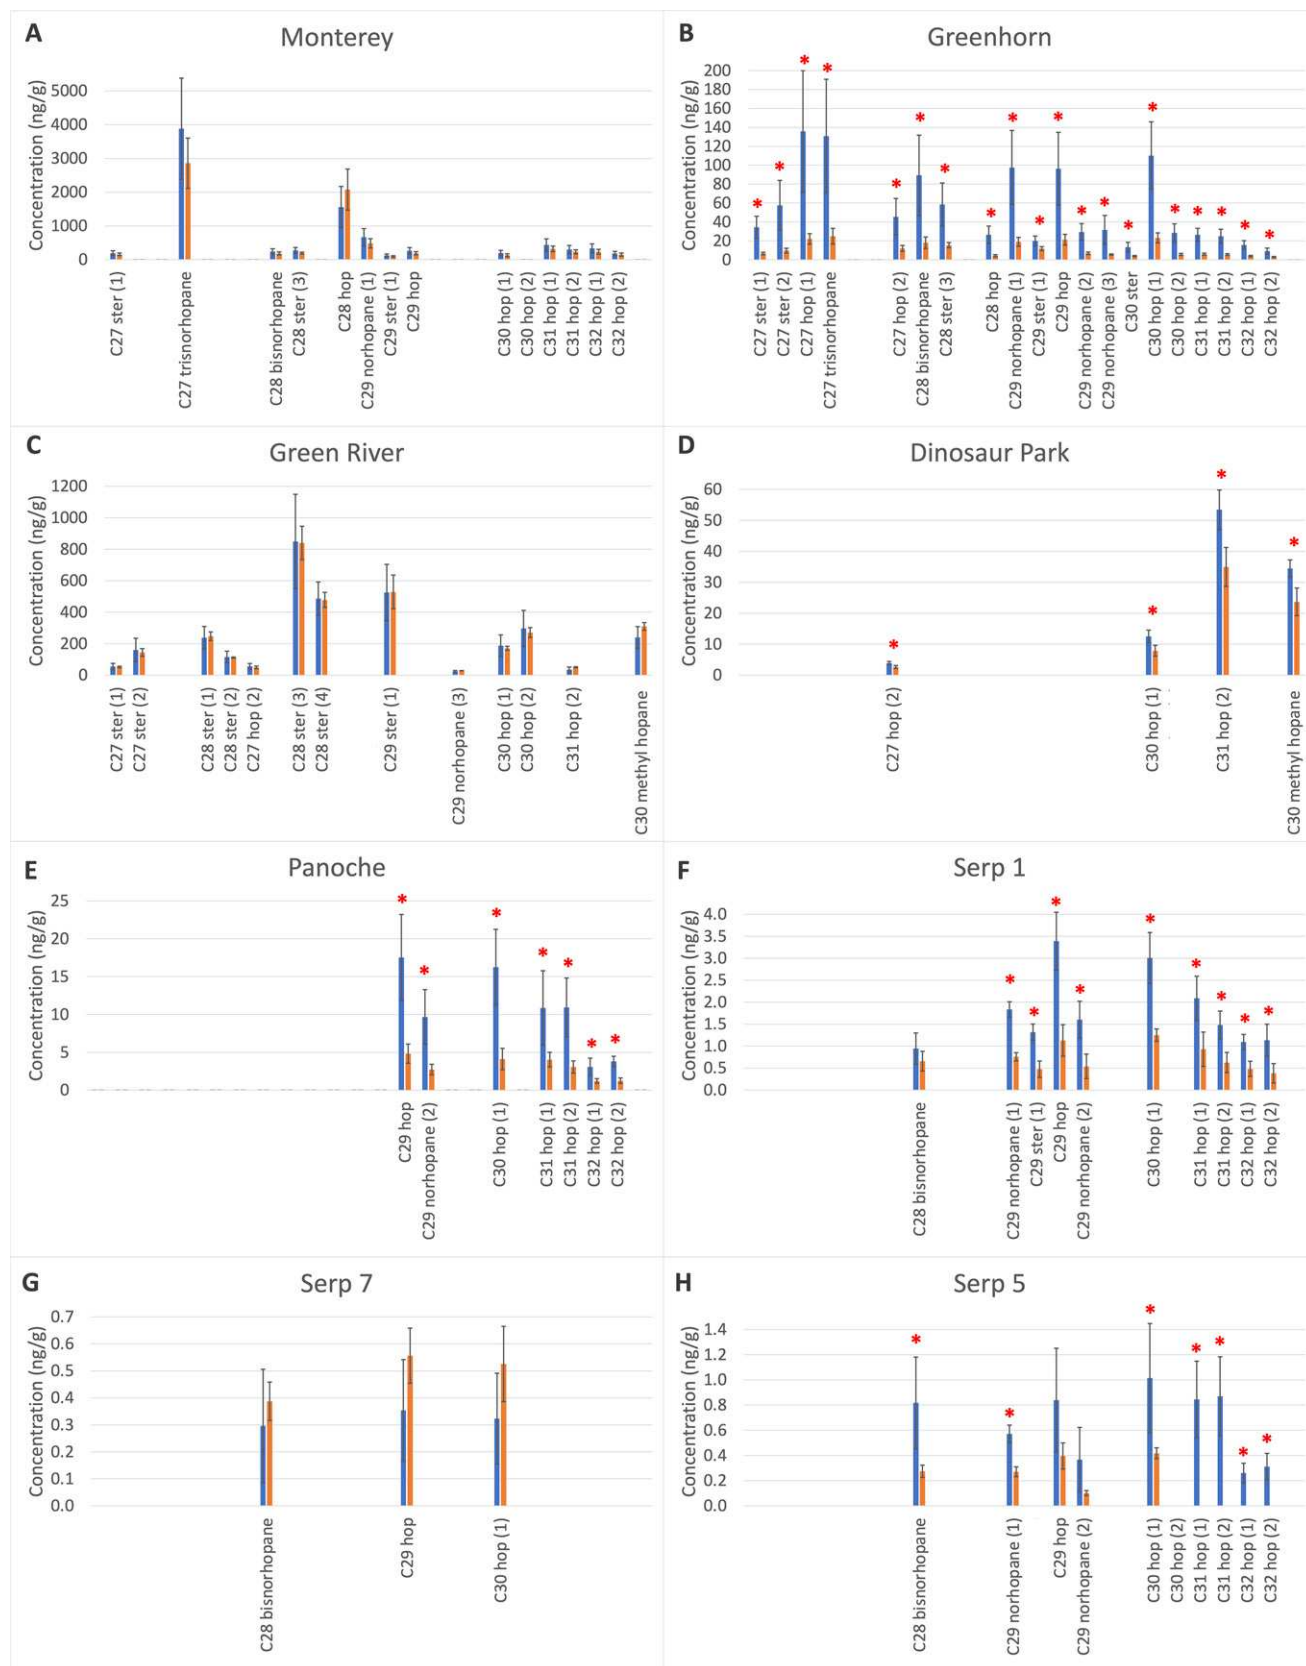 A
Monterey
Concentration (ng/g)
5000
4000
3000
2000
1000
0
C27 ster (1)
C27 trisnorhopane
C28 bisnorhopane
C28 ster (3)
C28 hop
C29 norhopane (1)
C29 ster (1)
C29 hop
C30 hop (1)
C30 hop (2)
C31 hop (1)
C31 hop (2)
C32 hop (1)
C32 hop (2)
B
Greenhorn
Concentration (ng/g)
200
180
160
140
120
100
80
60
40
20
0
* * * * * * * * * * * * * * * * * * * *
C27 ster (1)
C27 ster (2)
C27 hop (1)
C27 trisnorhopane
C27 hop (2)
C28 bisnorhopane
C28 ster (3)
C28 hop
C29 norhopane (1)
C29 ster (1)
C29 hop
C29 norhopane (2)
C29 norhopane (3)
C30 ster
C30 hop (1)
C30 hop (2)
C31 hop (1)
C31 hop (2)
C32 hop (1)
C32 hop (2)
C
Green River
Concentration (ng/g)
1200
1000
800
600
400
200
0
C27 ster (1)
C27 ster (2)
C28 ster (1)
C28 ster (2)
C27 hop (2)
C28 ster (3)
C28 ster (4)
C29 ster (1)
C29 norhopane (3)
C30 hop (1)
C30 hop (2)
C31 hop (2)
C30 methyl hopane
D
Dinosaur Park
Concentration (ng/g)
60
50
40
30
20
10
0
* * * *
C27 hop (2)
C30 hop (1)
C31 hop (2)
C30 methyl hopane
E
Panoche
Concentration (ng/g)
25
20
15
10
5
0
* * * * * * *
C29 hop
C29 norhopane (2)
C30 hop (1)
C31 hop (1)
C31 hop (2)
C32 hop (1)
C32 hop (2)
F
Serp 1
Concentration (ng/g)
4.0
3.5
3.0
2.5
2.0
1.5
1.0
0.5
0.0
* * * * * * * * *
C28 bisnorhopane
C29 norhopane (1)
C29 ster (1)
C29 hop
C29 norhopane (2)
C30 hop (1)
C31 hop (1)
C31 hop (2)
C32 hop (1)
C32 hop (2)
G
Serp 7
Concentration (ng/g)
0.7
0.6
0.5
0.4
0.3
0.2
0.1
0.0
C28 bisnorhopane
C29 hop
C30 hop (1)
H
Serp 5
Concentration (ng/g)
1.4
1.2
1.0
0.8
0.6
0.4
0.2
0.0
* * * * * * *
C28 bisnorhopane
C29 norhopane (1)
C29 hop
C29 norhopane (2)
C30 hop (1)
C30 hop (2)
C31 hop (1)
C31 hop (2)
C32 hop (1)
C32 hop (2)